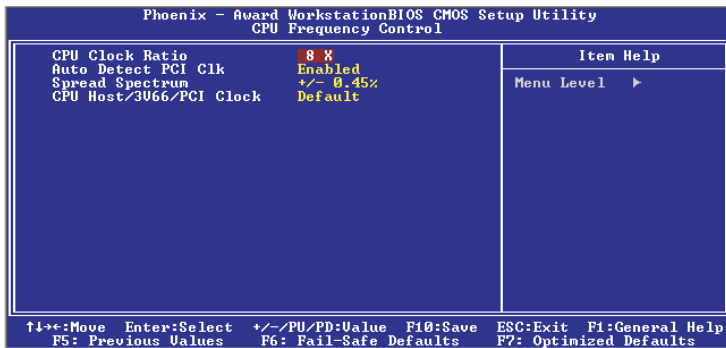 Phoenix - Award WorkstationBIOS CMOS Setup Utility
CPU Frequency Control
CPU Clock Ratio 8 X
Auto Detect PCI Clk Enabled
Spread Spectrum +/- 0.45%
CPU Host/3V66/PCI Clock Default
Item Help
Menu Level ►
↑↓→←:Move Enter:Select +/-/PU/PD:Value F10:Save ESC:Exit F1:General Help
F5: Previous Values F6: Fail-Safe Defaults F7: Optimized Defaults